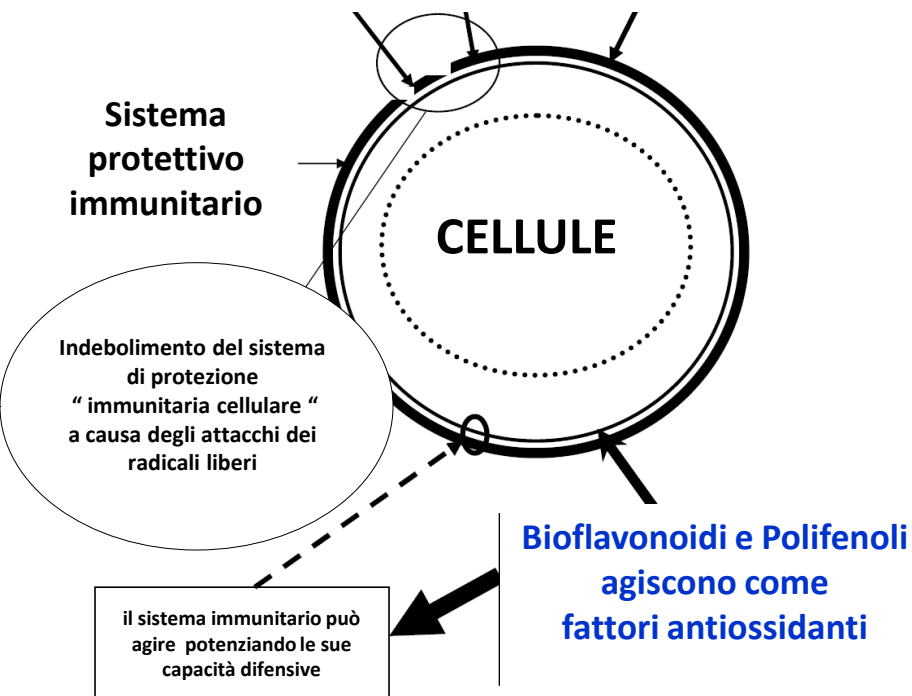 Sistema
protettivo
immunitario
CELLULE
Indebolimento del sistema
di protezione
“ immunitaria cellulare “
a causa degli attacchi dei
radicali liberi
Bioflavonoidi e Polifenoli
agiscono come
fattori antiossidanti
il sistema immunitario può
agire potenziando le sue
capacità difensive